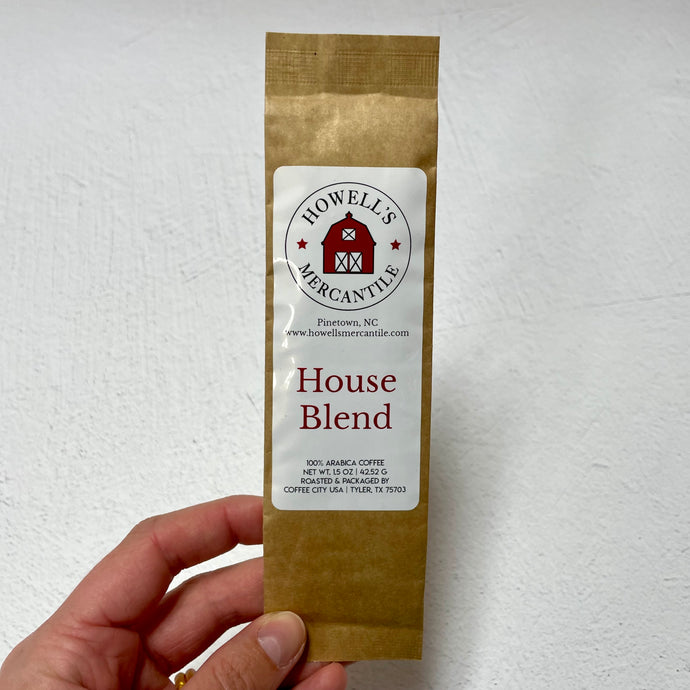 HOWELL'S
MERCANTILE
Pinetown, NC
www.howellsmercantile.com
House
Blend
100% ARABICA COFFEE
NET WT, 1.5 OZ | 42.52 G
ROASTED & PACKAGED BY
COFFEE CITY USA | TYLER, TX 75703